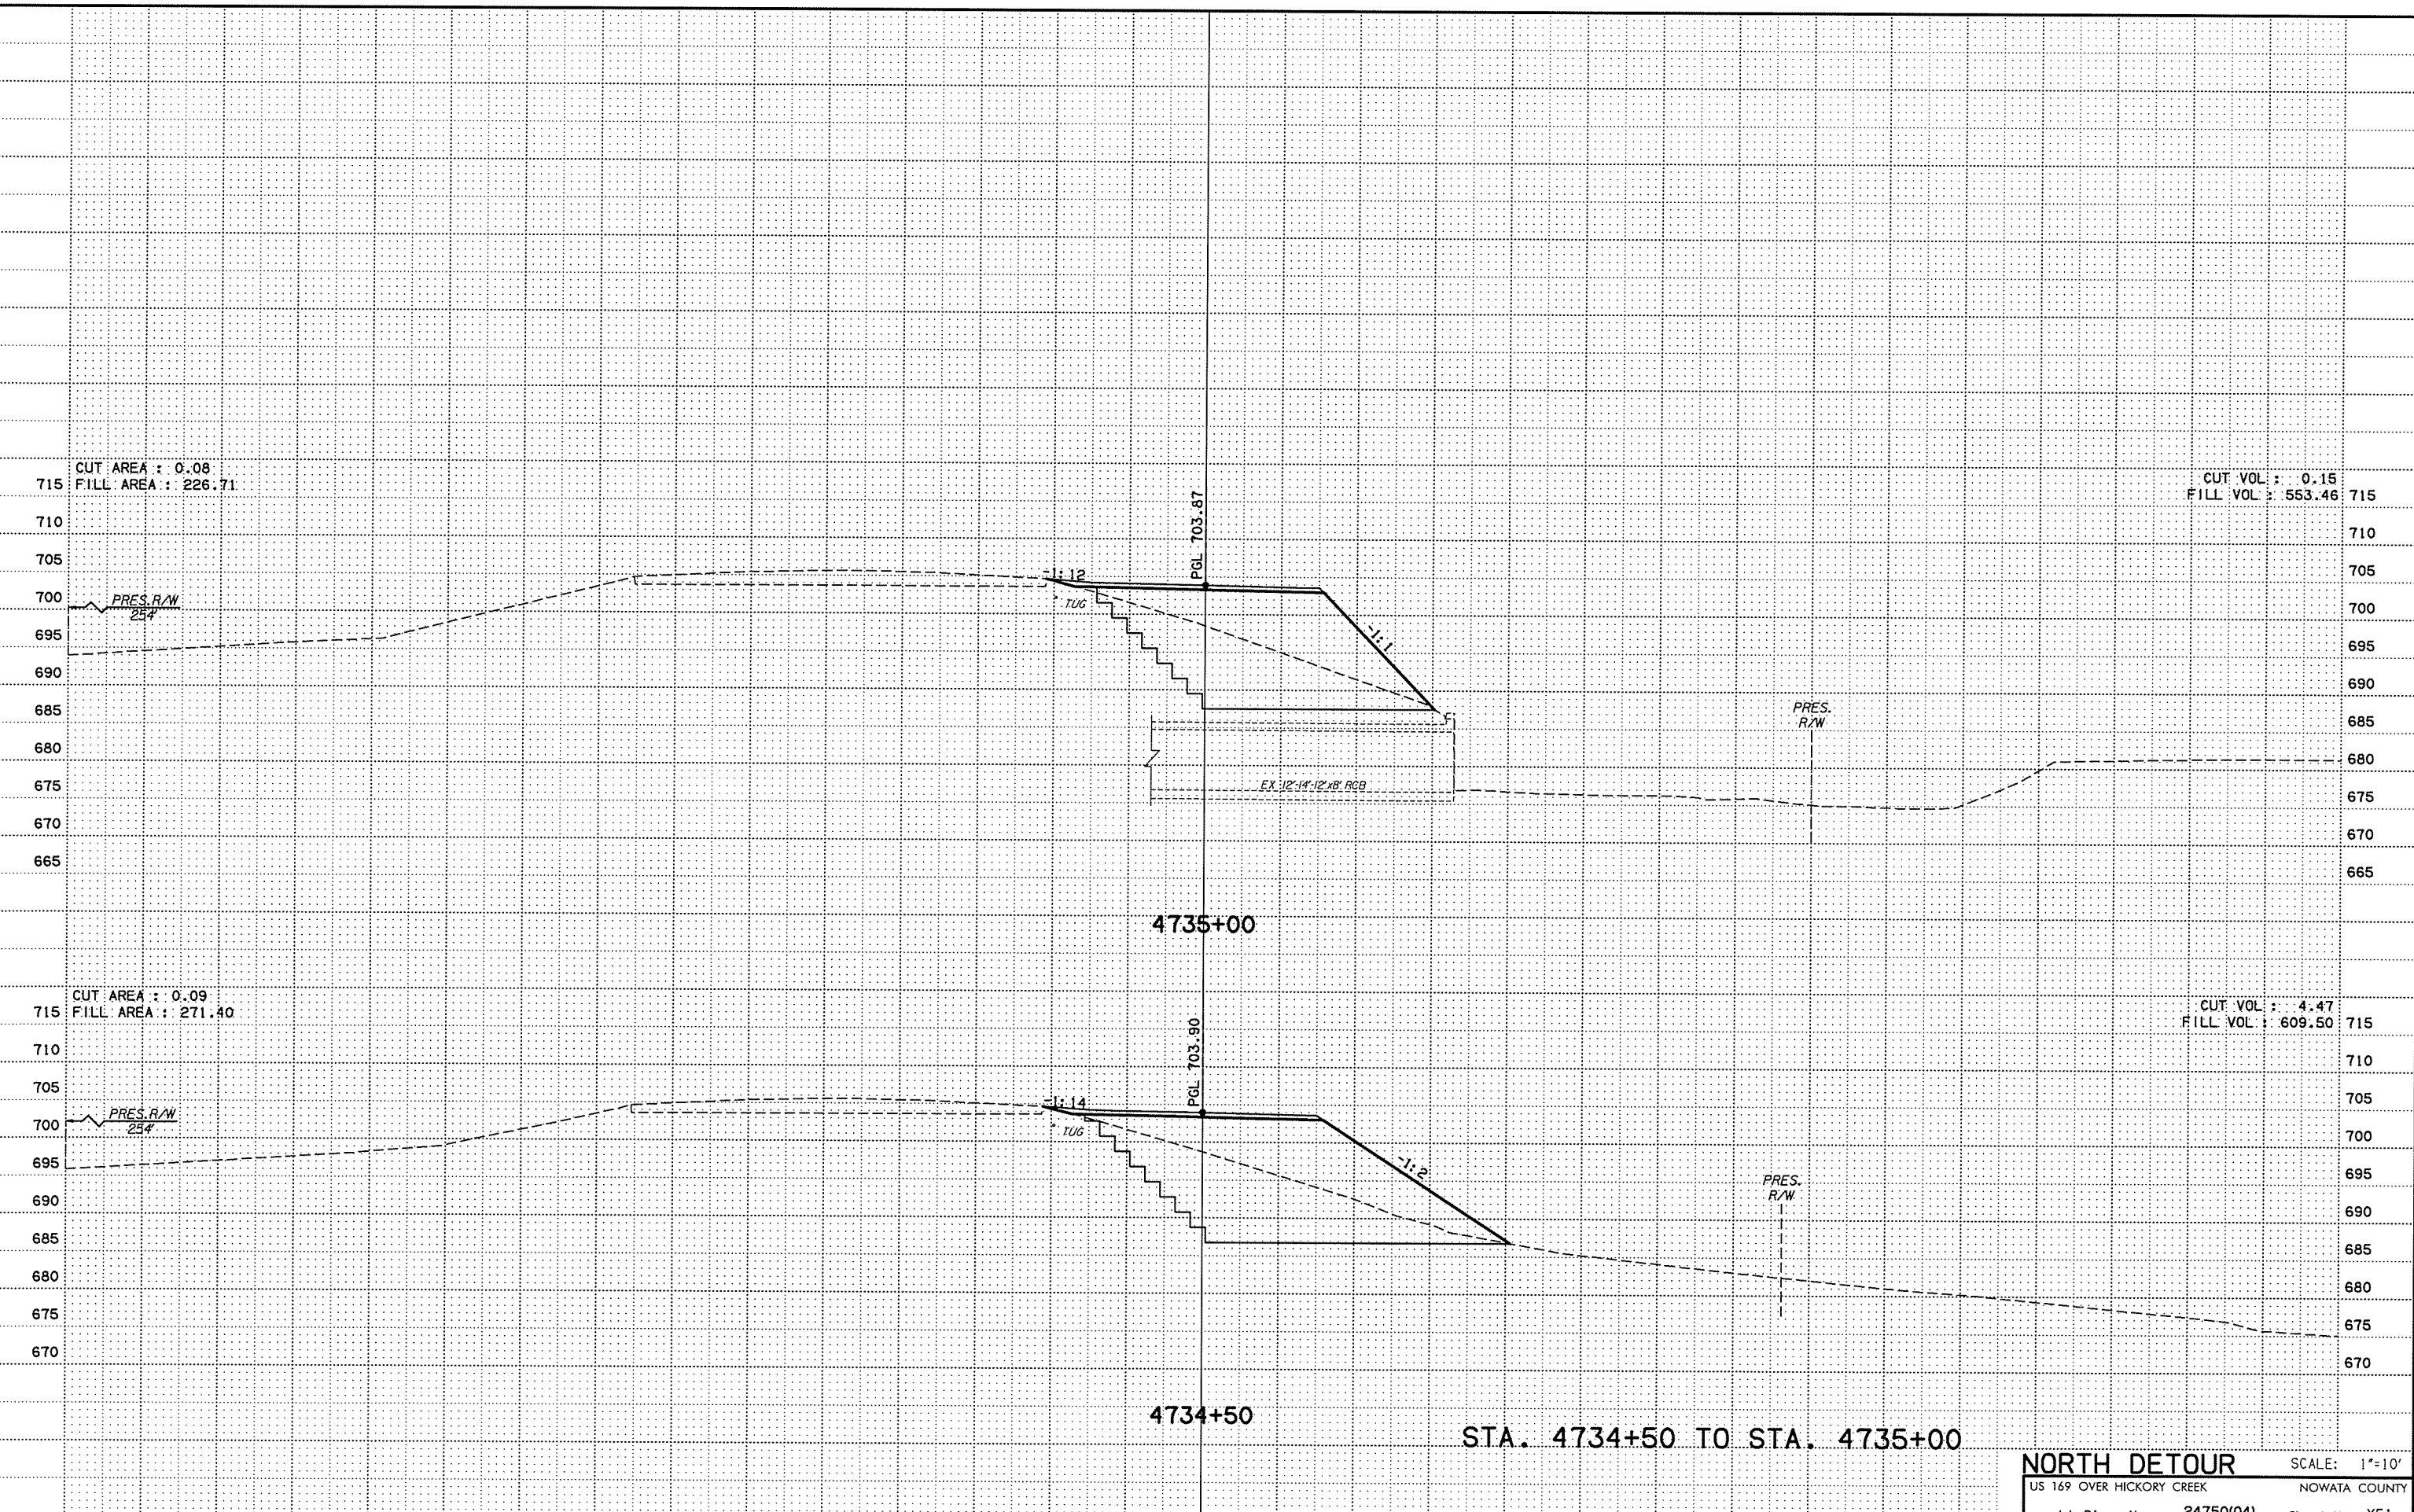 CUT AREA : 0.08
715 FILL AREA : 226.71
CUT VOL : 0.15
FILL VOL : 553.46 715
710
705
700
695
690
685
680
675
670
665
PRES. R/W
254'
-1:12
TUG
PGL 703.87
-1:1
EX 12'-14'-12'x8' RCB
PRES.
R/W
710
705
700
695
690
685
680
675
670
665
4735+00
CUT AREA : 0.09
715 FILL AREA : 271.40
CUT VOL : 4.47
FILL VOL : 609.50 715
710
705
700
695
690
685
680
675
670
PRES. R/W
254'
-1:14
TUG
PGL 703.90
-1:2
PRES.
R/W
710
705
700
695
690
685
680
675
670
4734+50
STA. 4734+50 TO STA. 4735+00
NORTH DETOUR SCALE: 1"=10'
US 169 OVER HICKORY CREEK NOWATA COUNTY
24750(04)